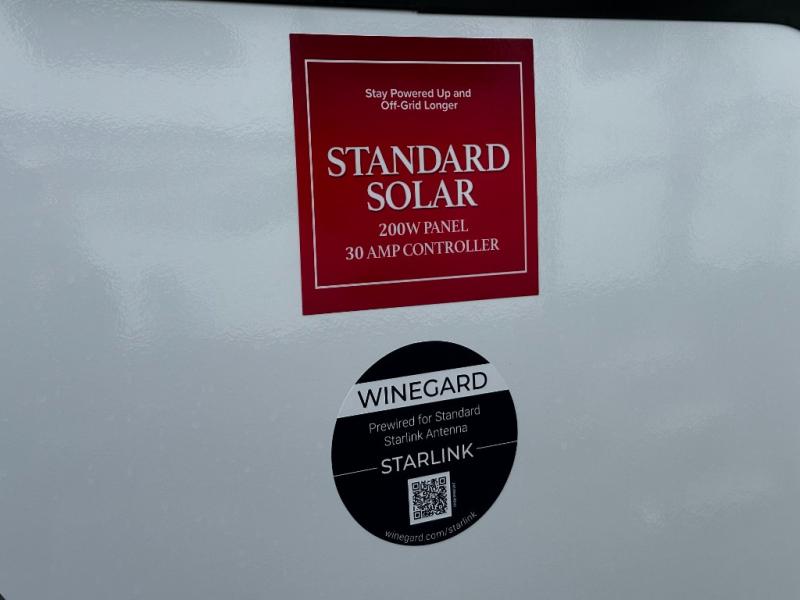 Stay Powered Up and
Off-Grid Longer
STANDARD
SOLAR
200W PANEL
30 AMP CONTROLLER
WINEGARD
Prewired for Standard
Starlink Antenna
STARLINK
winegard.com/starlink